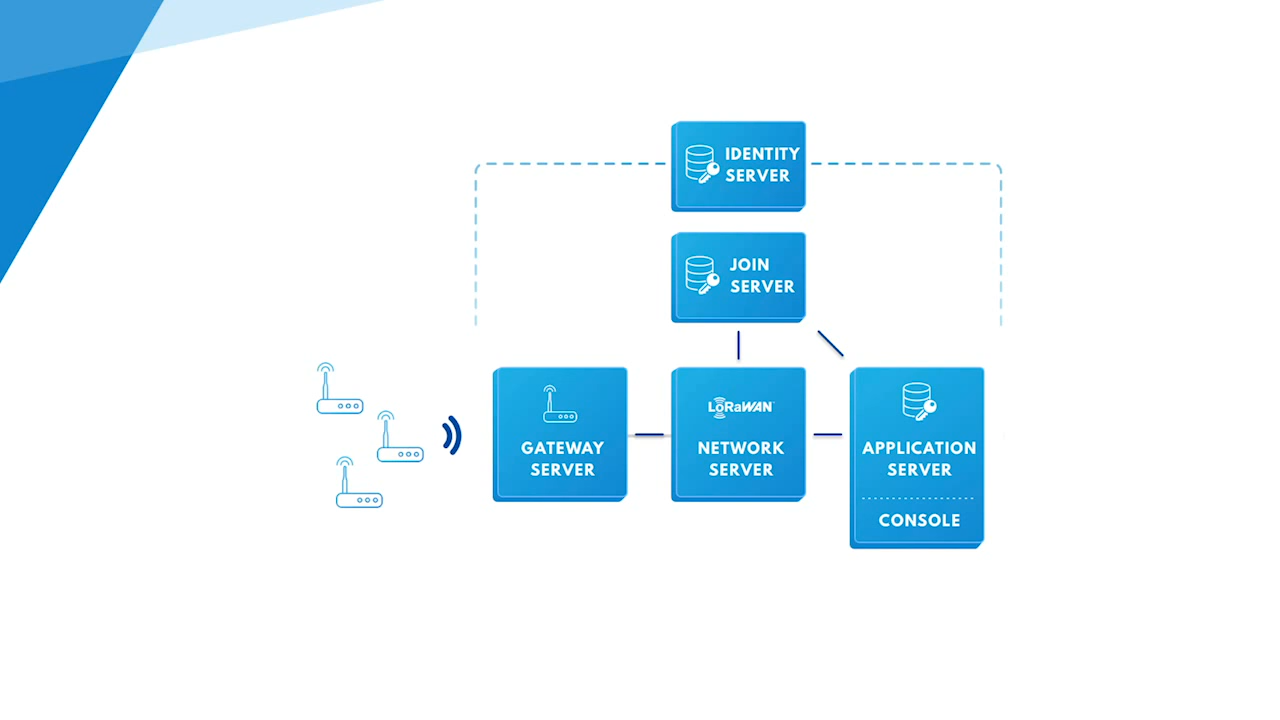 IDENTITY
SERVER
JOIN
SERVER
GATEWAY
SERVER
LoRaWAN
NETWORK
SERVER
APPLICATION
SERVER
CONSOLE